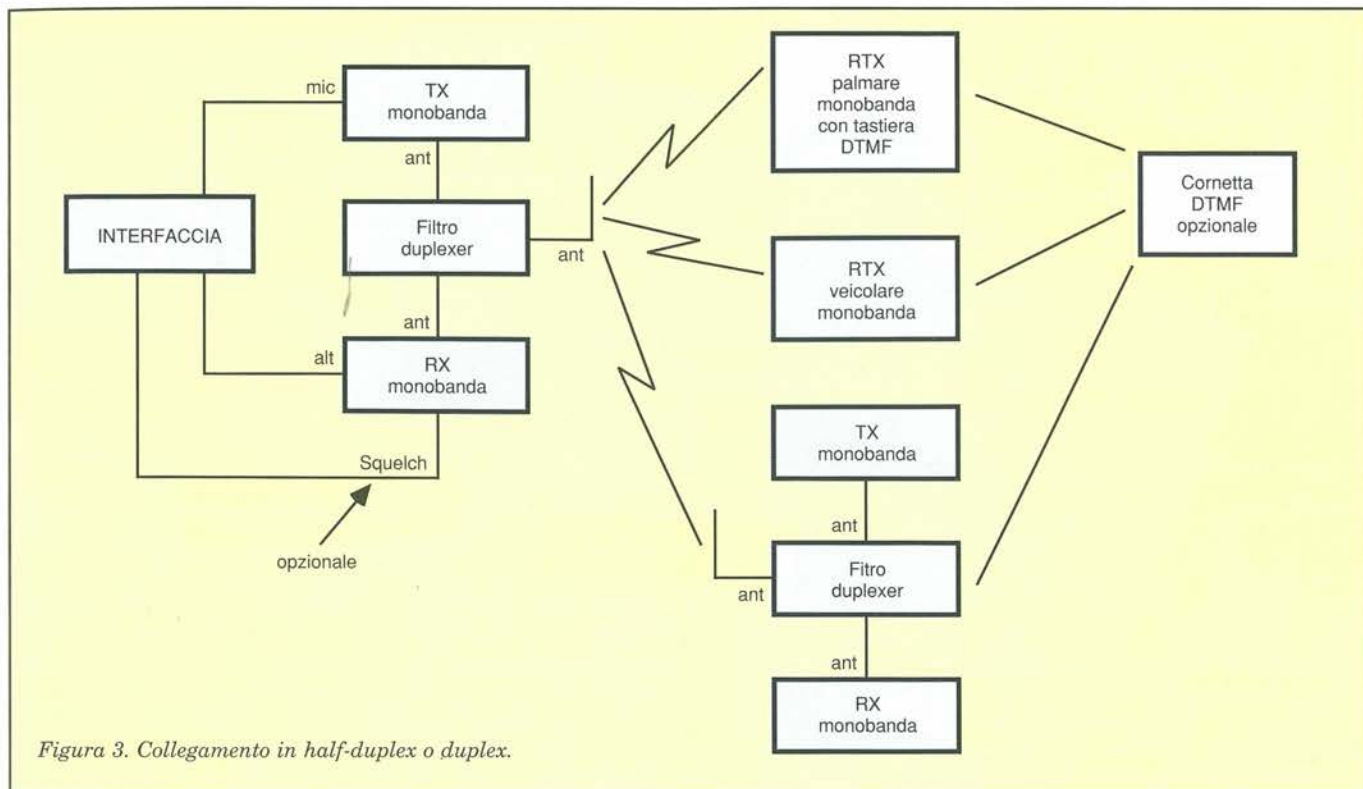 mic
TX
monobanda
ant
INTERFACCIA
Filtro
duplexer
ant
ant
alt
RX
monobanda
Squelch
opzionale
RTX
palmare
monobanda
con tastiera
DTMF
RTX
veicolare
monobanda
Cornetta
DTMF
opzionale
TX
monobanda
ant
Fitro
duplexer
ant
ant
RX
monobanda
Figura 3. Collegamento in half-duplex o duplex.